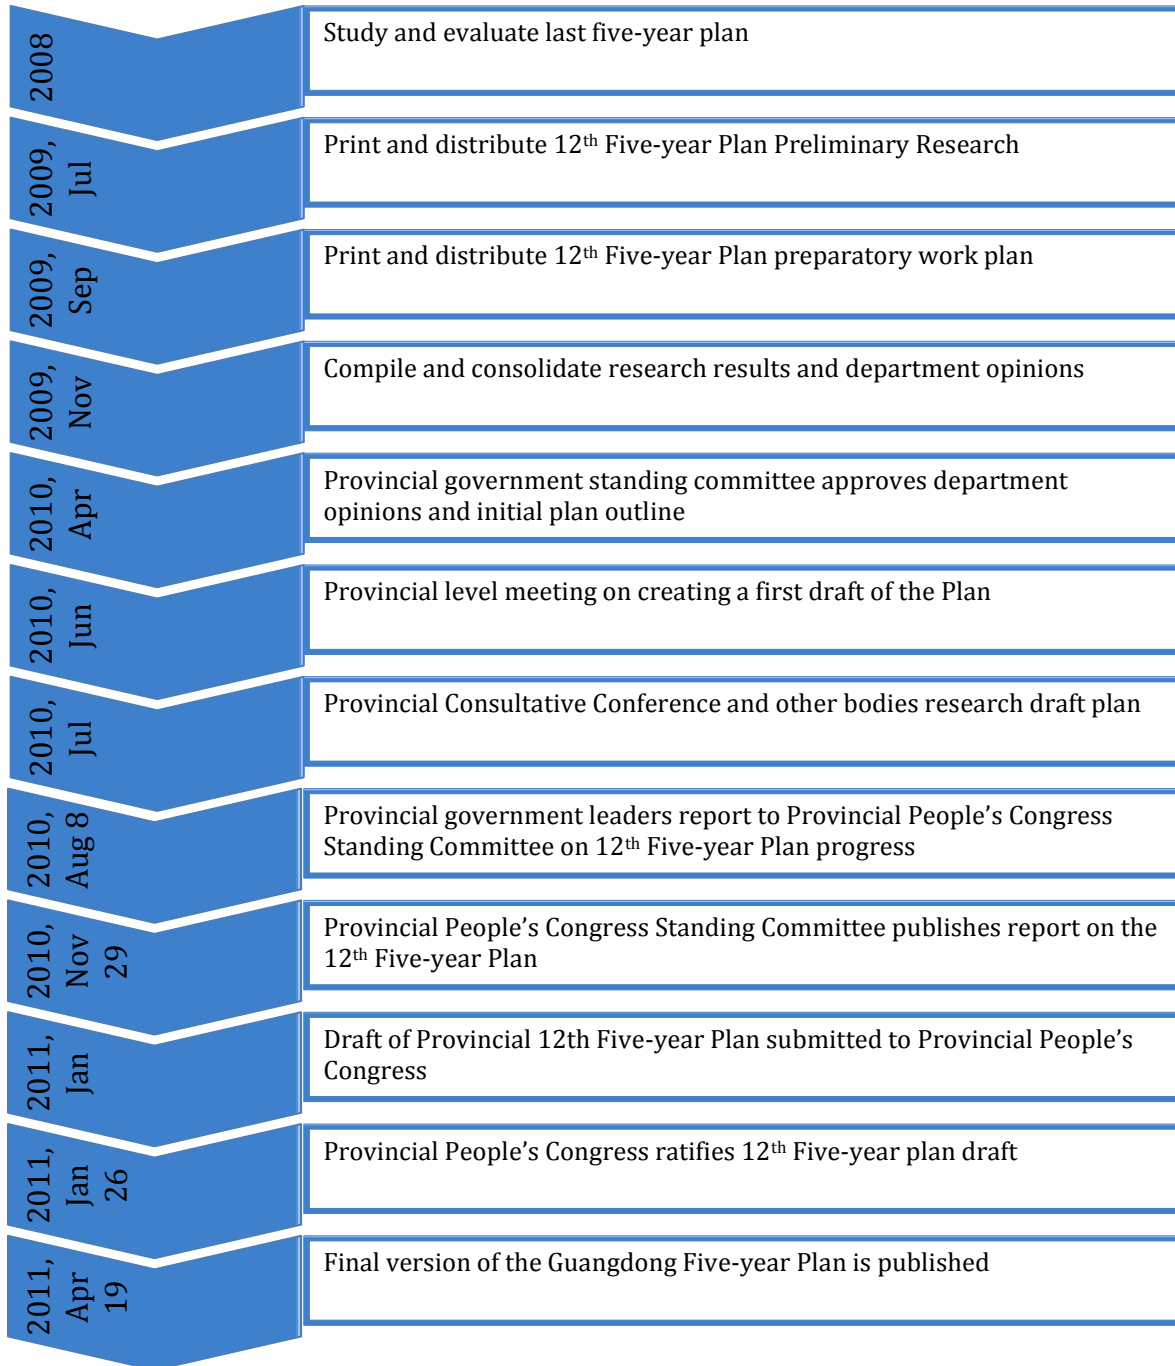 2008
Study and evaluate last five-year plan
2009,
Jul
Print and distribute 12th Five-year Plan Preliminary Research
2009,
Sep
Print and distribute 12th Five-year Plan preparatory work plan
2009,
Nov
Compile and consolidate research results and department opinions
2010,
Apr
Provincial government standing committee approves department
opinions and initial plan outline
2010,
Jun
Provincial level meeting on creating a first draft of the Plan
2010,
Jul
Provincial Consultative Conference and other bodies research draft plan
2010,
Aug 8
Provincial government leaders report to Provincial People’s Congress
Standing Committee on 12th Five-year Plan progress
2010,
Nov
29
Provincial People’s Congress Standing Committee publishes report on the
12th Five-year Plan
2011,
Jan
Draft of Provincial 12th Five-year Plan submitted to Provincial People’s
Congress
2011,
Jan
26
Provincial People’s Congress ratifies 12th Five-year plan draft
2011,
Apr
19
Final version of the Guangdong Five-year Plan is published